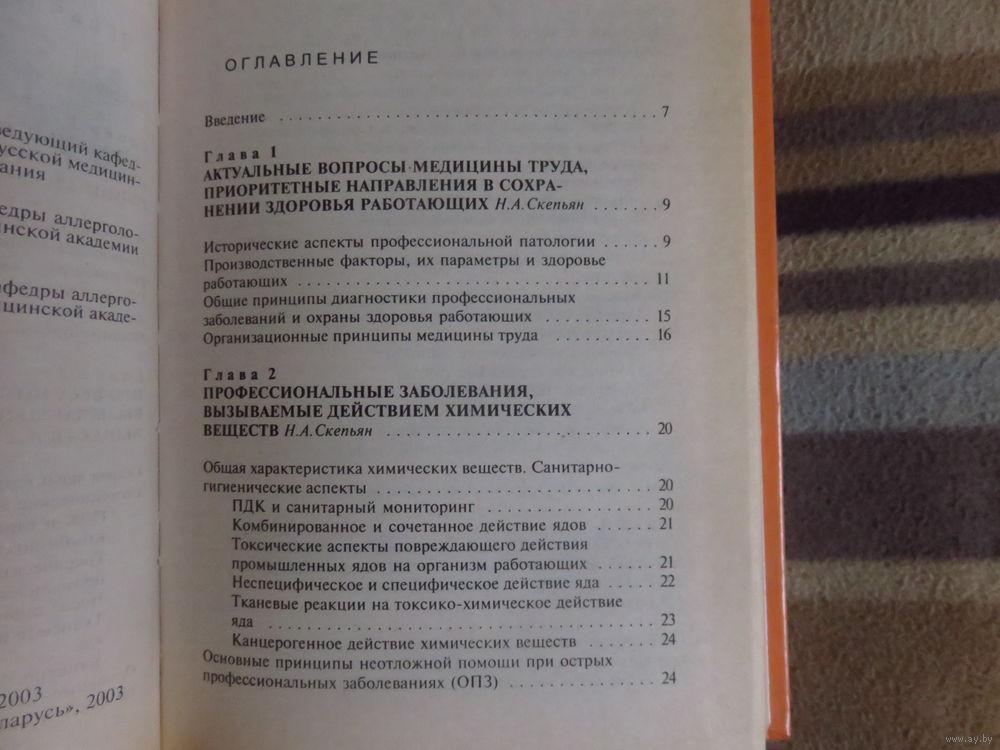 ведующий кафед-
русской медицин-
ания
едры аллерголо-
инской академии
афедры аллерго-
цинской акаде-
2003
ларусь», 2003
ОГЛАВЛЕНИЕ
Введение . . . . . . . . . . . . . . . . . . . . . . . . . . . . . . . . 7
Глава 1
АКТУАЛЬНЫЕ ВОПРОСЫ МЕДИЦИНЫ ТРУДА,
ПРИОРИТЕТНЫЕ НАПРАВЛЕНИЯ В СОХРА-
НЕНИИ ЗДОРОВЬЯ РАБОТАЮЩИХ Н.А.Скепьян . . . . . . . 9
Исторические аспекты профессиональной патологии . . . . . . 9
Производственные факторы, их параметры и здоровье
работающих . . . . . . . . . . . . . . . . . . . . . . . . . . . . . . 11
Общие принципы диагностики профессиональных
заболеваний и охраны здоровья работающих . . . . . . . . . . . 15
Организационные принципы медицины труда . . . . . . . . . . 16
Глава 2
ПРОФЕССИОНАЛЬНЫЕ ЗАБОЛЕВАНИЯ,
ВЫЗЫВАЕМЫЕ ДЕЙСТВИЕМ ХИМИЧЕСКИХ
ВЕЩЕСТВ Н.А.Скепьян . . . . . . . . . . . . . . . . . . . . . . . . 20
Общая характеристика химических веществ. Санитарно-
гигиенические аспекты . . . . . . . . . . . . . . . . . . . . . . . . 20
ПДК и санитарный мониторинг . . . . . . . . . . . . . . . 20
Комбинированное и сочетанное действие ядов . . . . . . 21
Токсические аспекты повреждающего действия
промышленных ядов на организм работающих . . . . . . 21
Неспецифическое и специфическое действие яда . . . . . 22
Тканевые реакции на токсико-химическое действие
яда . . . . . . . . . . . . . . . . . . . . . . . . . . . . . . . . . 23
Канцерогенное действие химических веществ . . . . . . . 24
Основные принципы неотложной помощи при острых
профессиональных заболеваниях (ОПЗ) . . . . . . . . . . . . . 24
www.ay.by